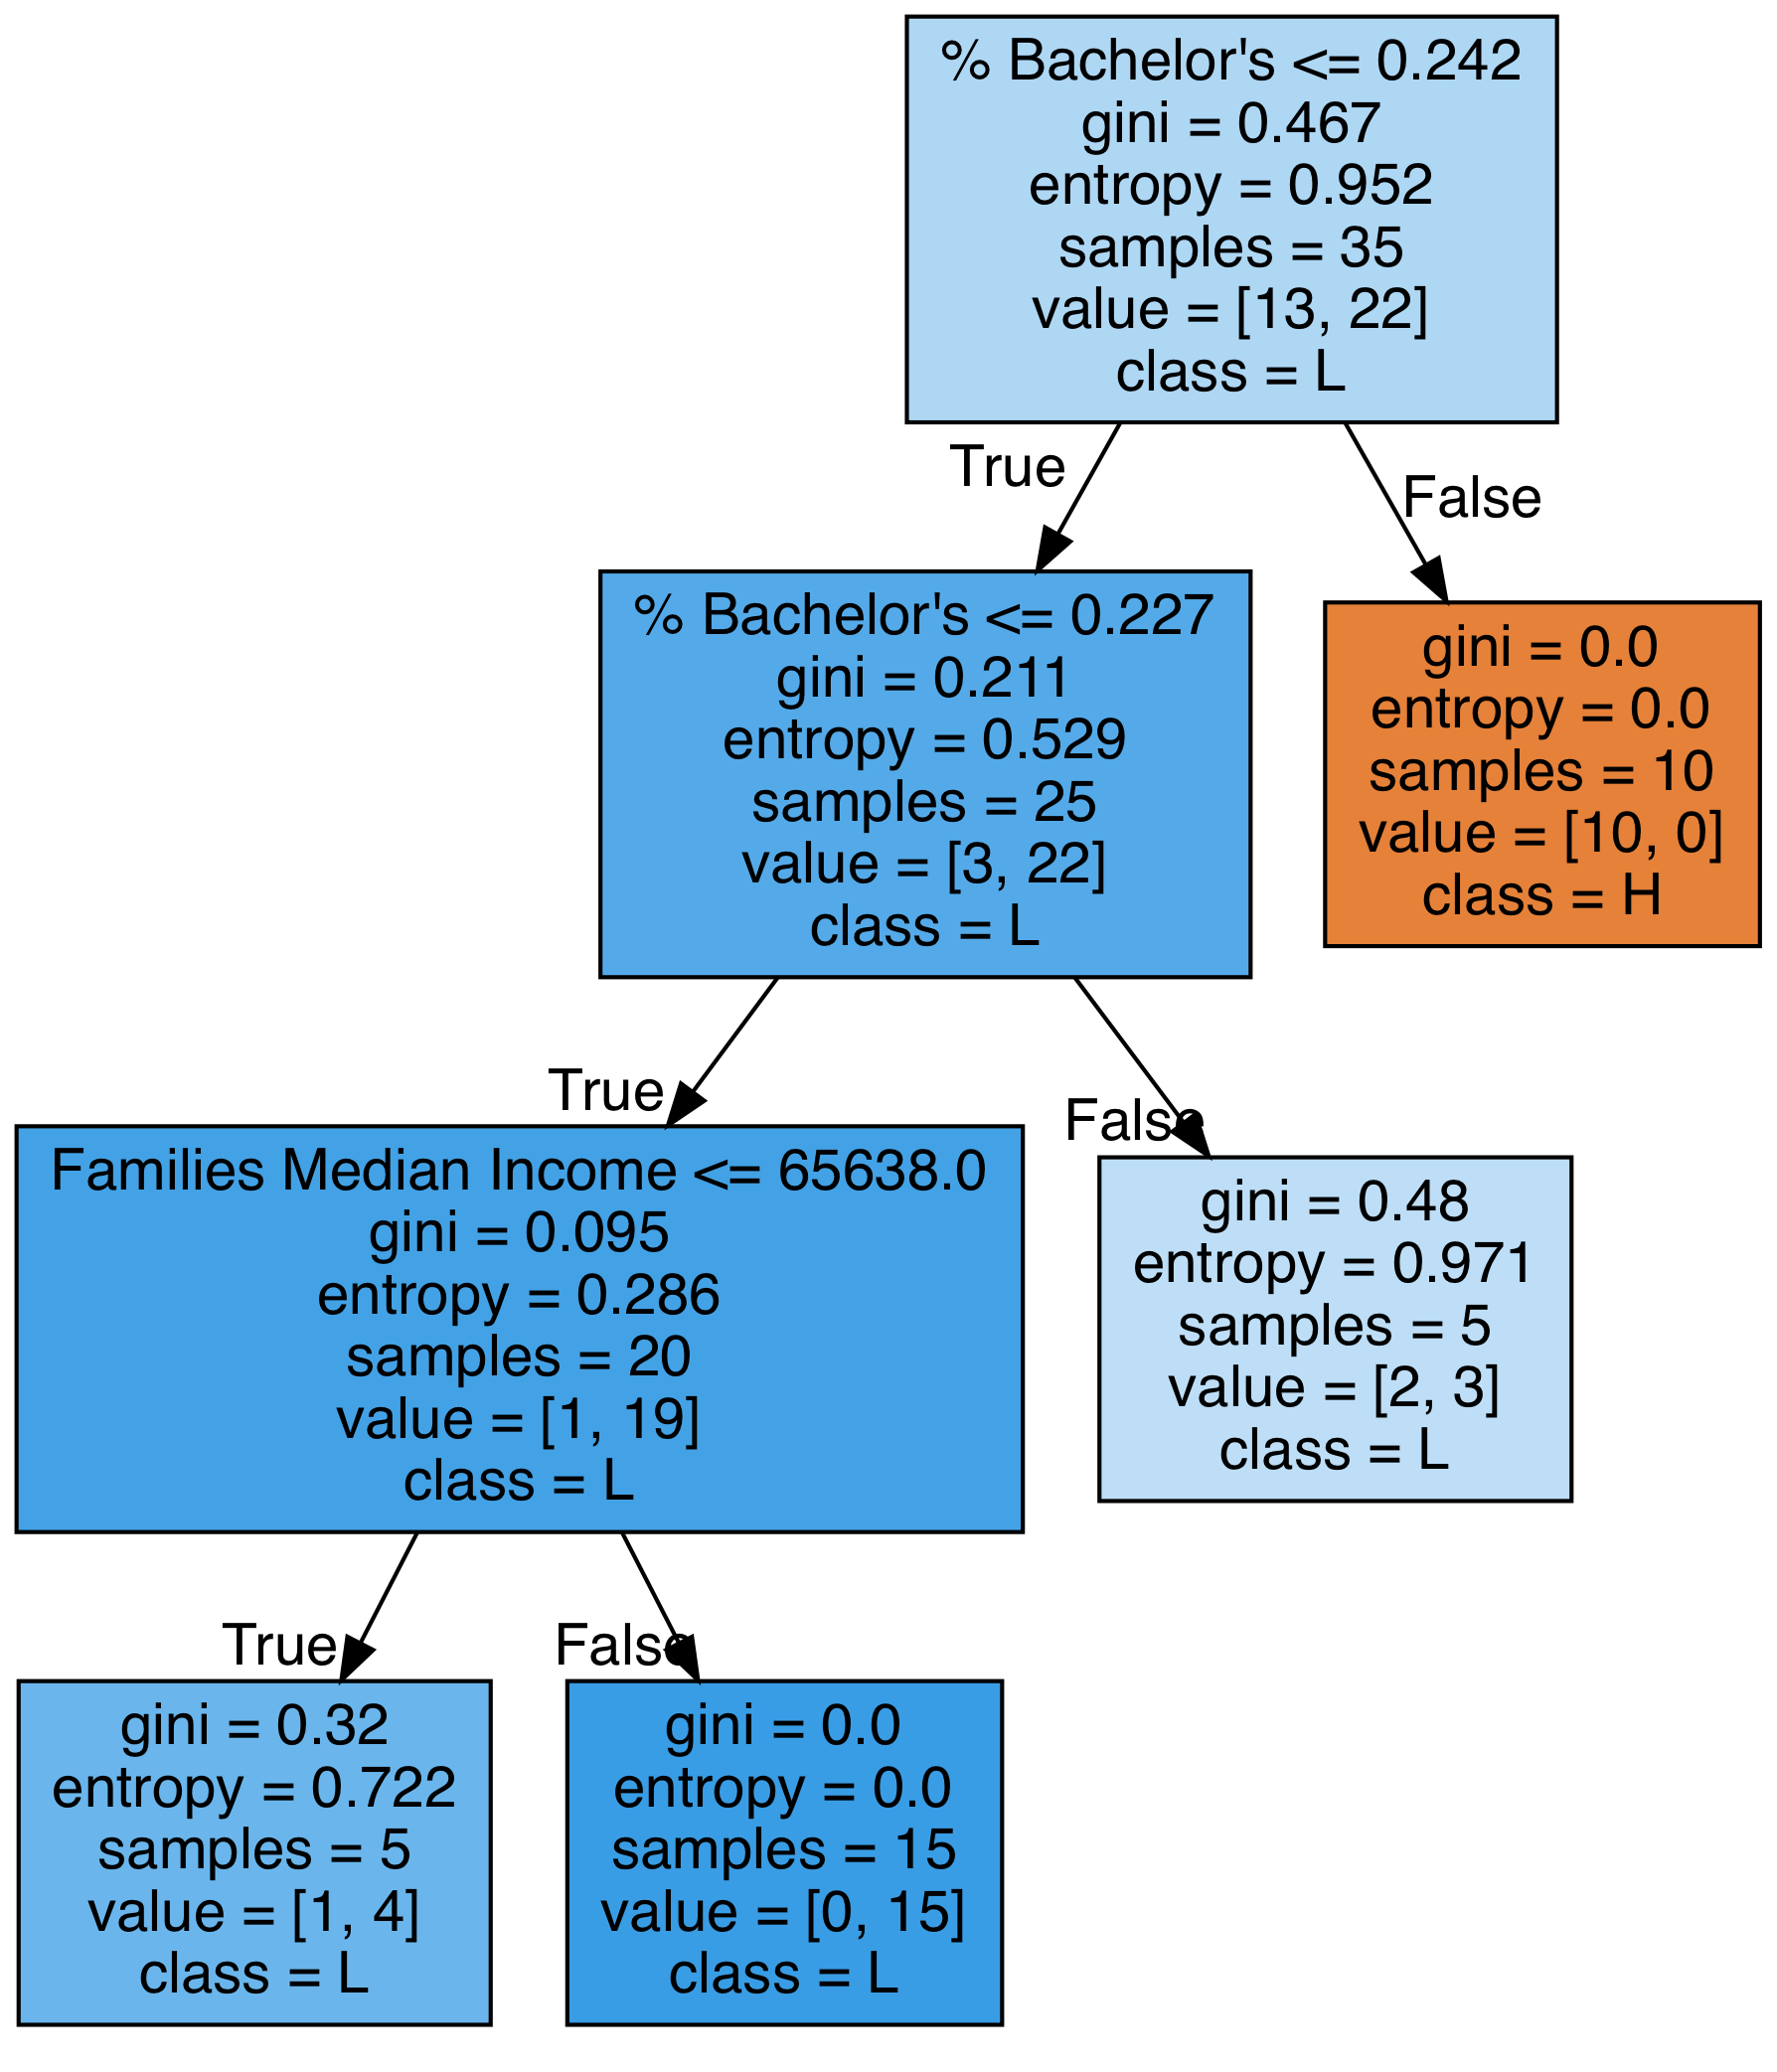 % Bachelor's <= 0.242
gini = 0.467
entropy = 0.952
samples = 35
value = [13, 22]
class = L
True
False
% Bachelor's <= 0.227
gini = 0.211
entropy = 0.529
samples = 25
value = [3, 22]
class = L
gini = 0.0
entropy = 0.0
samples = 10
value = [10, 0]
class = H
True
False
Families Median Income <= 65638.0
gini = 0.095
entropy = 0.286
samples = 20
value = [1, 19]
class = L
gini = 0.48
entropy = 0.971
samples = 5
value = [2, 3]
class = L
True
False
gini = 0.32
entropy = 0.722
samples = 5
value = [1, 4]
class = L
gini = 0.0
entropy = 0.0
samples = 15
value = [0, 15]
class = L